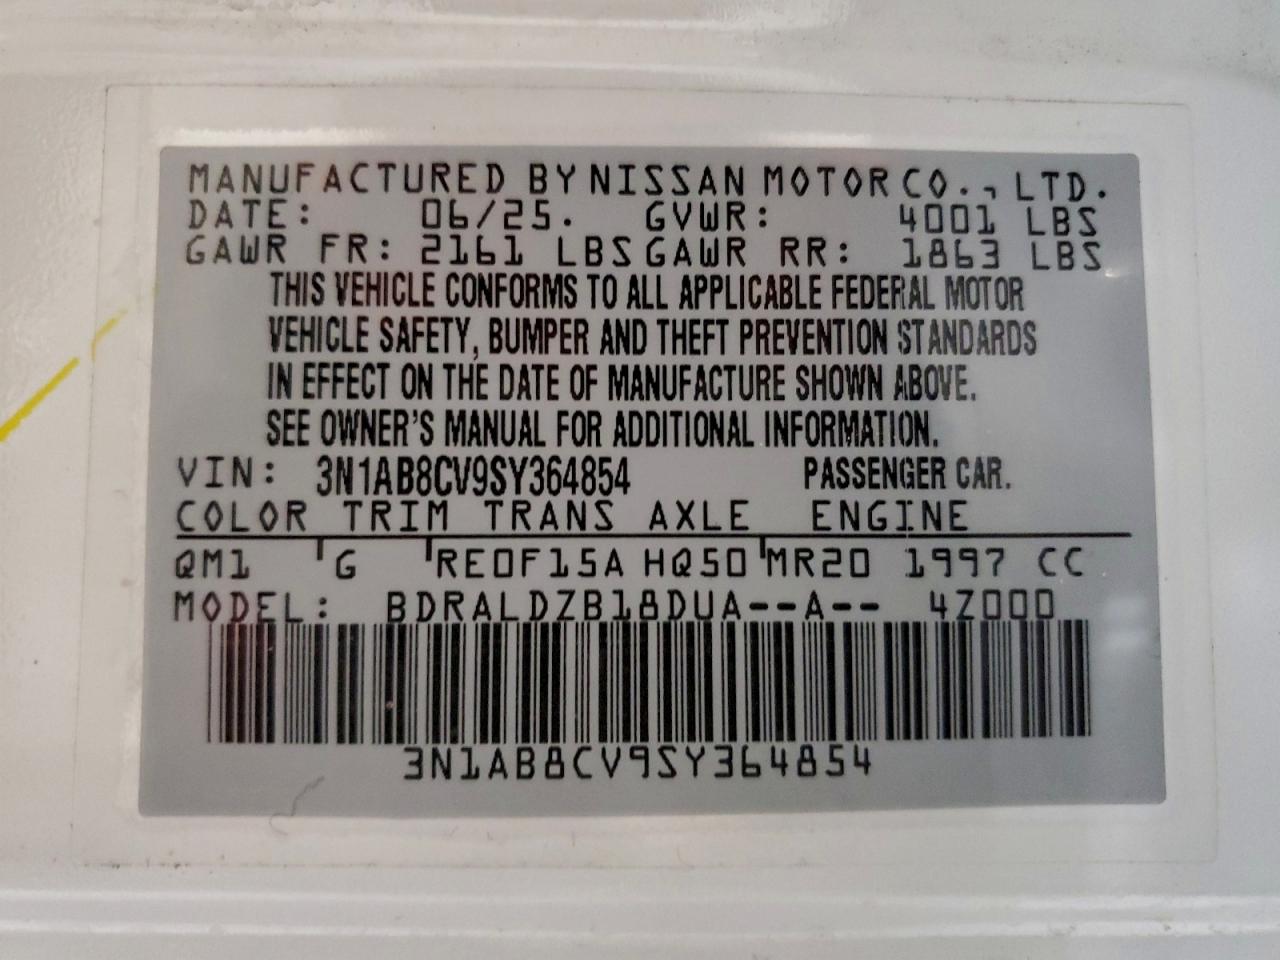 MANUFACTURED BY NISSAN MOTOR CO., LTD.
DATE: 06/25. GVWR: 4001 LBS
GAWR FR: 2161 LBS GAWR RR: 1863 LBS
THIS VEHICLE CONFORMS TO ALL APPLICABLE FEDERAL MOTOR
VEHICLE SAFETY, BUMPER AND THEFT PREVENTION STANDARDS
IN EFFECT ON THE DATE OF MANUFACTURE SHOWN ABOVE.
SEE OWNER'S MANUAL FOR ADDITIONAL INFORMATION.
VIN: 3N1AB8CV9SY364854 PASSENGER CAR.
COLOR TRIM TRANS AXLE ENGINE
QM1 G RE0F15A HQ50 MR20 1997 CC
MODEL: BDRALDZB18DUA--A-- 4Z000
3N1AB8CV9SY364854